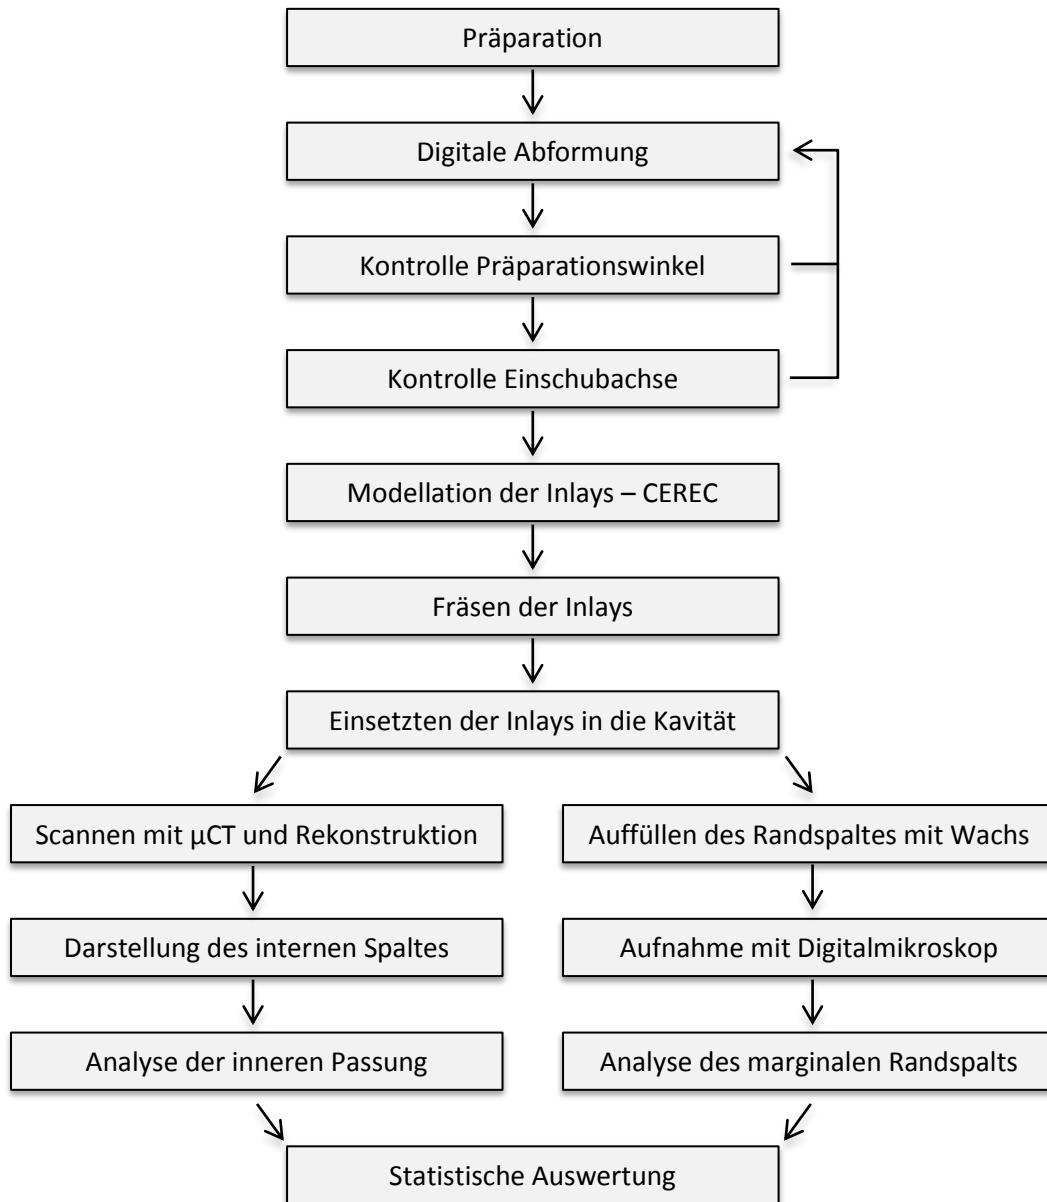 Präparation
Digitale Abformung
Kontrolle Präparationswinkel
Kontrolle Einschubachse
Modellation der Inlays – CEREC
Fräsen der Inlays
Einsetzten der Inlays in die Kavität
Scannen mit µCT und Rekonstruktion
Darstellung des internen Spaltes
Analyse der inneren Passung
Auffüllen des Randspaltes mit Wachs
Aufnahme mit Digitalmikroskop
Analyse des marginalen Randspalts
Statistische Auswertung